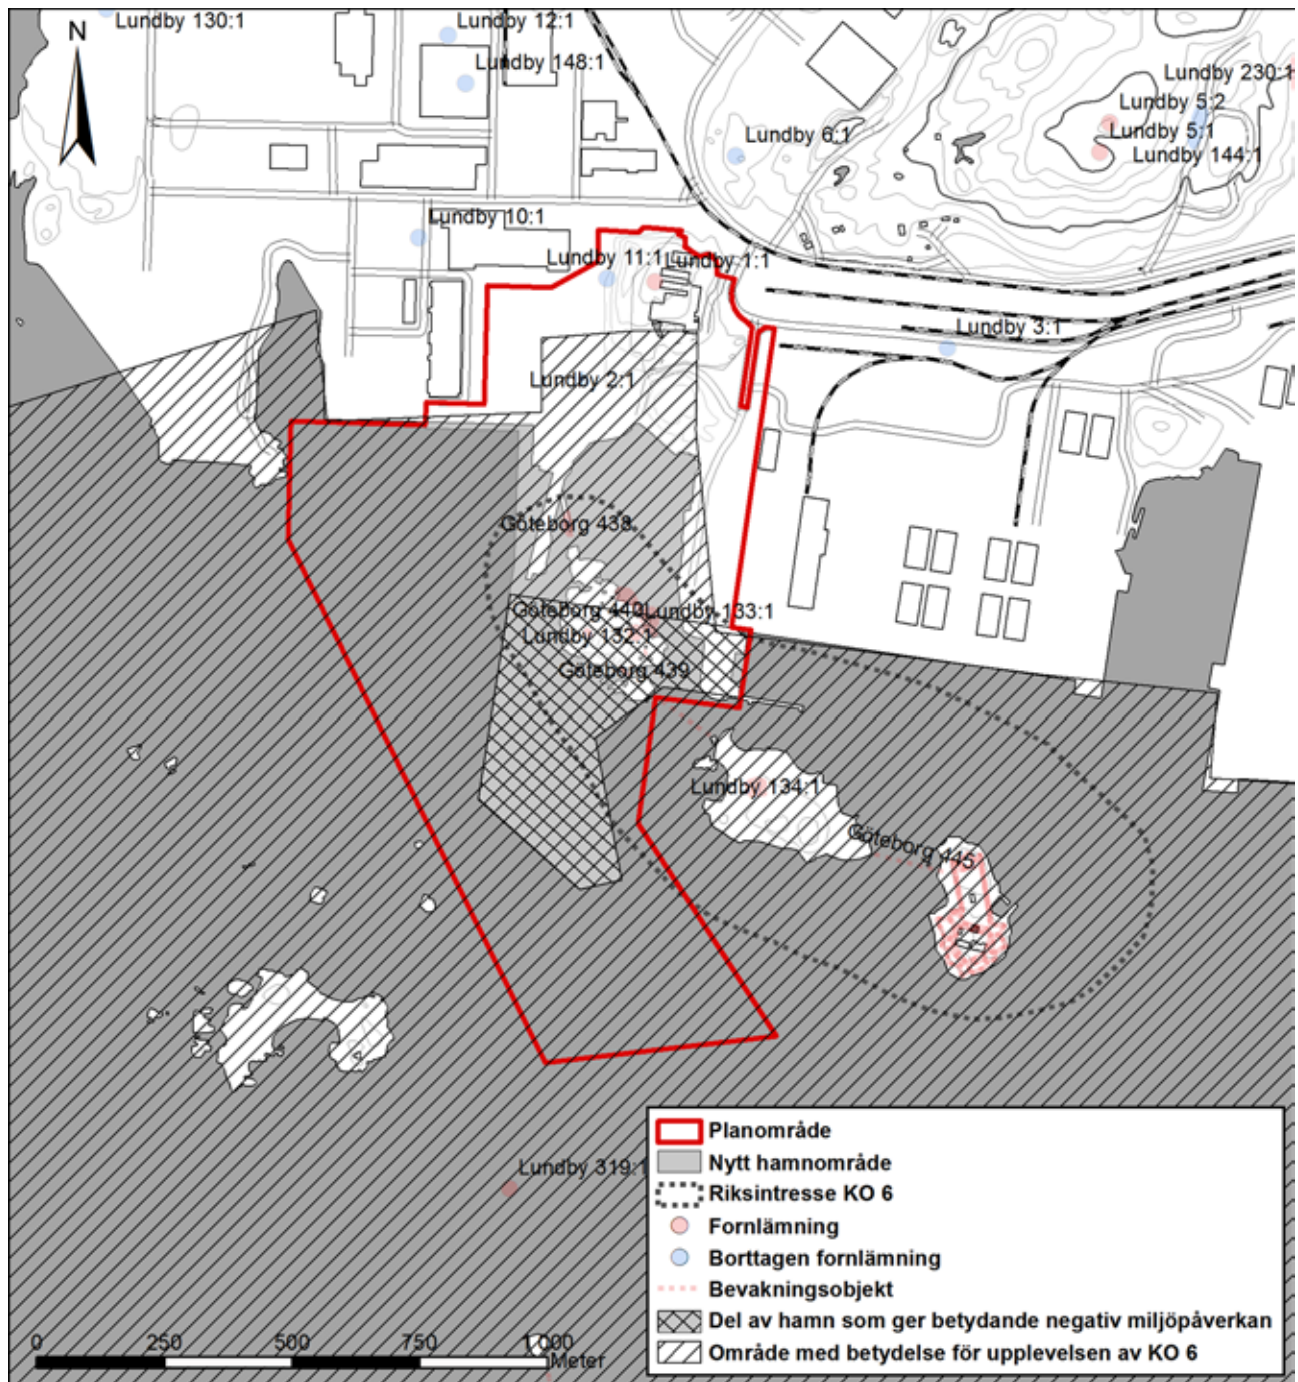 Lundby 130:1
Lundby 12:1
N
Lundby 148:1
Lundby 230:1
Lundby 5:2
Lundby 6:1
Lundby 5:1
Lundby 144:1
Lundby 10:1
Lundby 11:1
Lundby 1:1
Lundby 3:1
Lundby 2:1
Göteborg 438
Göteborg 440
Lundby 133:1
Lundby 132:1
Göteborg 439
Lundby 134:1
Göteborg 445
Lundby 319:1
Planområde
Nytt hamnområde
Riksintresse KO 6
Fornlämning
Borttagen fornlämning
Bevakningsobjekt
Del av hamn som ger betydande negativ miljöpåverkan
Område med betydelse för upplevelsen av KO 6
0 250 500 750 1 000
Meter